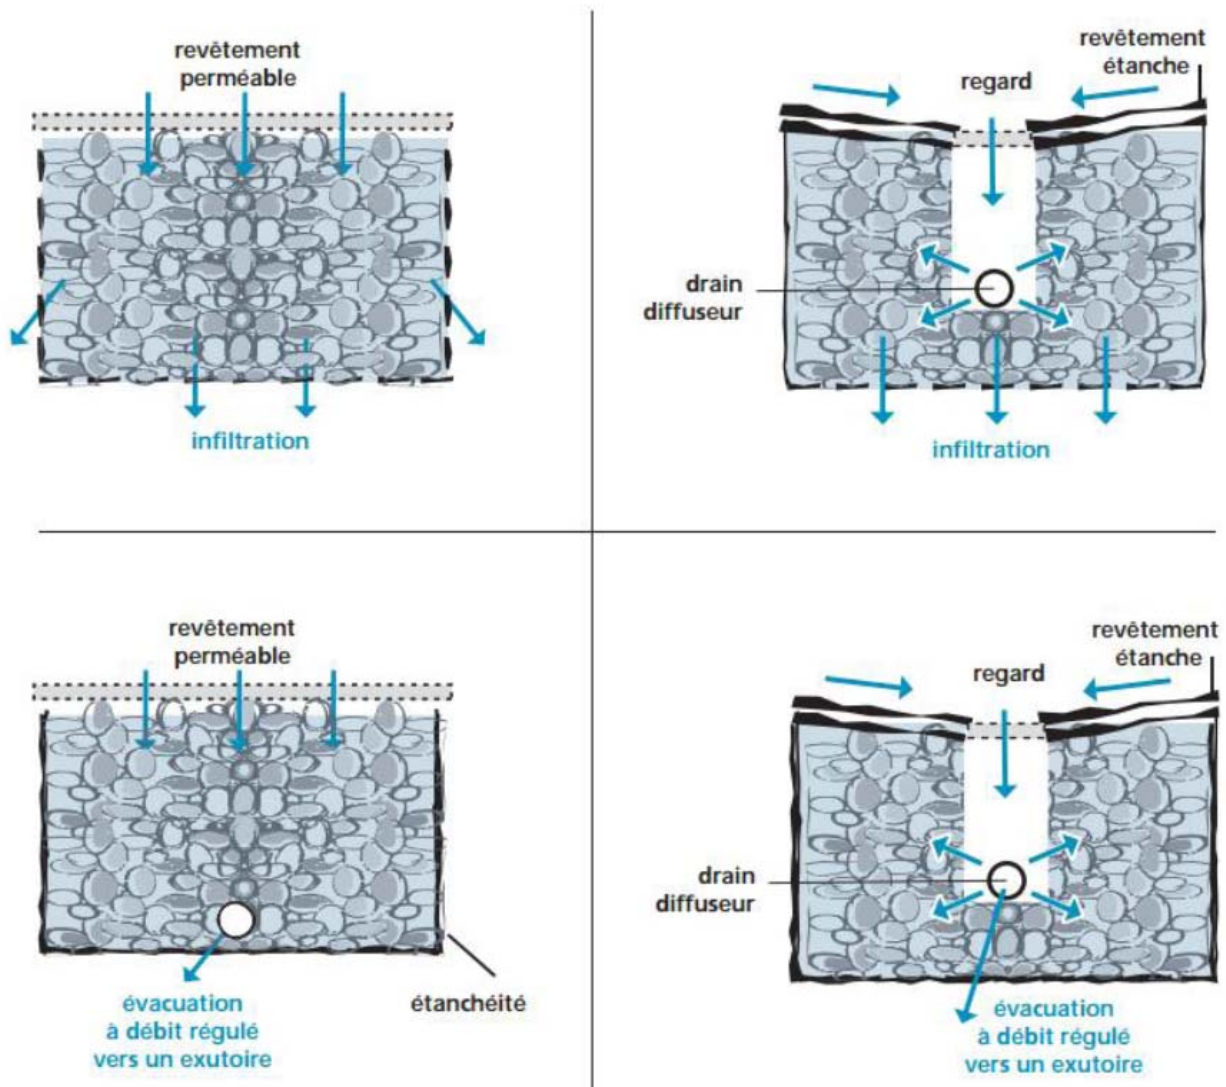 revêtement
perméable
infiltration
revêtement
étanche
regard
drain
diffuseur
infiltration
revêtement
perméable
évacuation
à débit régulé
vers un exutoire
étanchéité
revêtement
étanche
regard
drain
diffuseur
évacuation
à débit régulé
vers un exutoire